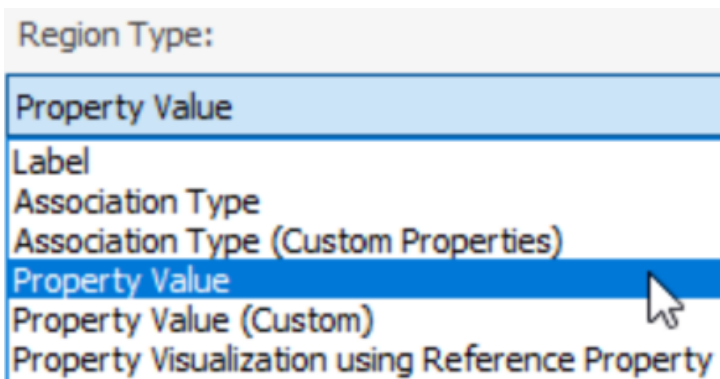 Region Type:
Property Value
Label
Association Type
Association Type (Custom Properties)
Property Value
Property Value (Custom)
Property Visualization using Reference Property